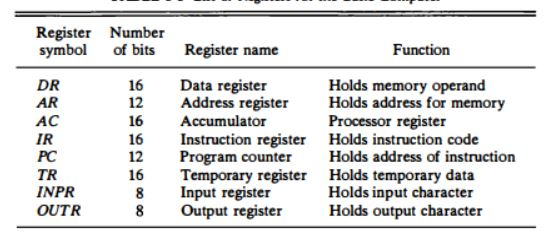 Register Number
symbol of bits Register name Function
DR 16 Data register Holds memory operand
AR 12 Address register Holds address for memory
AC 16 Accumulator Processor register
IR 16 Instruction register Holds instruction code
PC 12 Program counter Holds address of instruction
TR 16 Temporary register Holds temporary data
INPR 8 Input register Holds input character
OUTR 8 Output register Holds output character